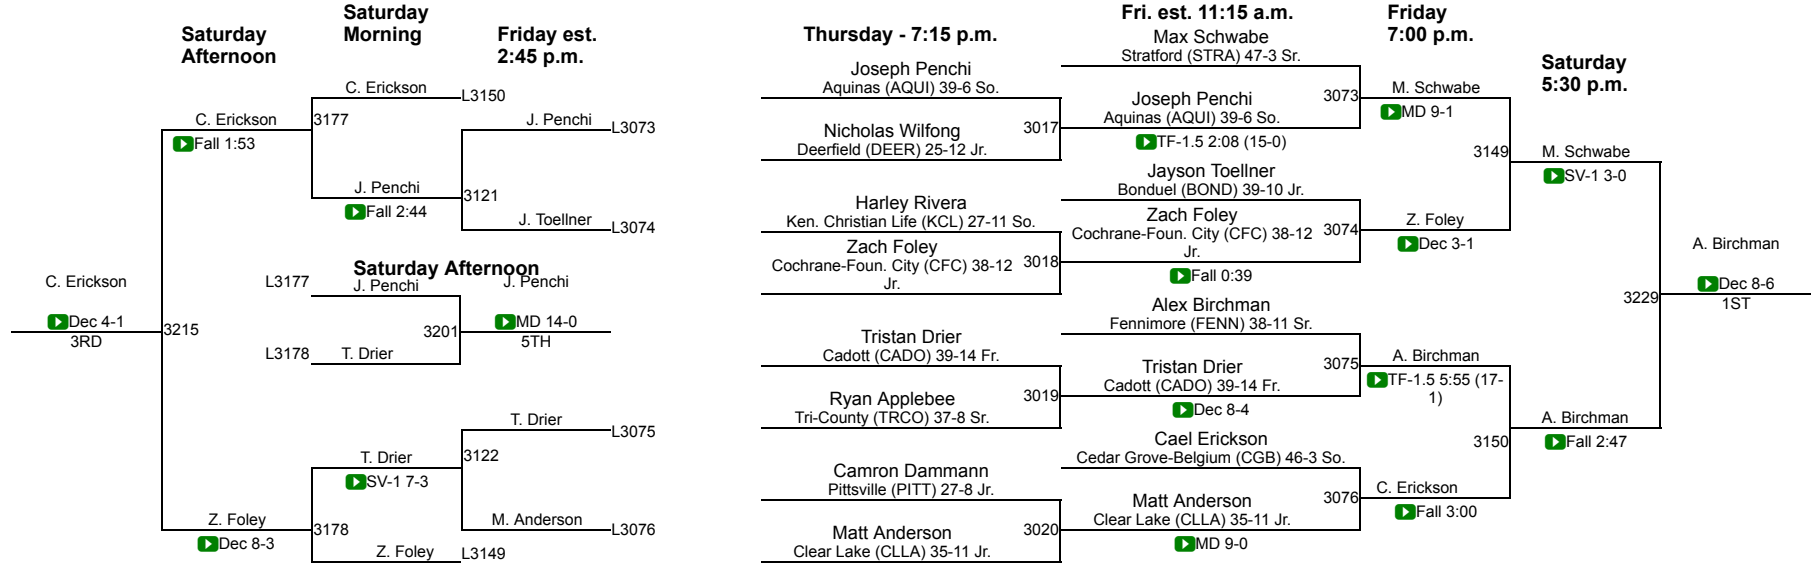 Saturday
Afternoon
Saturday
Morning
Friday est.
2:45 p.m.
C. Erickson
L3150
C. Erickson
3177
Fall 1:53
J. Penchi
L3073
J. Penchi
3121
Fall 2:44
J. Toellner
L3074
Saturday Afternoon
C. Erickson
L3177
J. Penchi
J. Penchi
Dec 4-1
3215
3201
MD 14-0
3RD
5TH
L3178
T. Drier
T. Drier
L3075
T. Drier
3122
SV-1 7-3
Z. Foley
3178
M. Anderson
L3076
Dec 8-3
Z. Foley
L3149
Thursday - 7:15 p.m.
Fri. est. 11:15 a.m.
Friday
7:00 p.m.
Saturday
5:30 p.m.
Joseph Penchi
Aquinas (AQUI) 39-6 So.
Nicholas Wilfong
Deerfield (DEER) 25-12 Jr.
3017
Harley Rivera
Ken. Christian Life (KCL) 27-11 So.
Zach Foley
Cochrane-Foun. City (CFC) 38-12
Jr.
3018
Tristan Drier
Cadott (CADO) 39-14 Fr.
Ryan Applebee
Tri-County (TRCO) 37-8 Sr.
3019
Camron Dammann
Pittsville (PITT) 27-8 Jr.
Matt Anderson
Clear Lake (CLLA) 35-11 Jr.
3020
Max Schwabe
Stratford (STRA) 47-3 Sr.
Joseph Penchi
Aquinas (AQUI) 39-6 So.
TF-1.5 2:08 (15-0)
3073
Jayson Toellner
Bonduel (BOND) 39-10 Jr.
Zach Foley
Cochrane-Foun. City (CFC) 38-12
Jr.
Fall 0:39
3074
Alex Birchman
Fennimore (FENN) 38-11 Sr.
Tristan Drier
Cadott (CADO) 39-14 Fr.
Dec 8-4
3075
Cael Erickson
Cedar Grove-Belgium (CGB) 46-3 So.
Matt Anderson
Clear Lake (CLLA) 35-11 Jr.
MD 9-0
3076
M. Schwabe
MD 9-1
3149
Z. Foley
Dec 3-1
A. Birchman
TF-1.5 5:55 (17-
1)
3150
C. Erickson
Fall 3:00
M. Schwabe
SV-1 3-0
3229
A. Birchman
Fall 2:47
A. Birchman
Dec 8-6
1ST